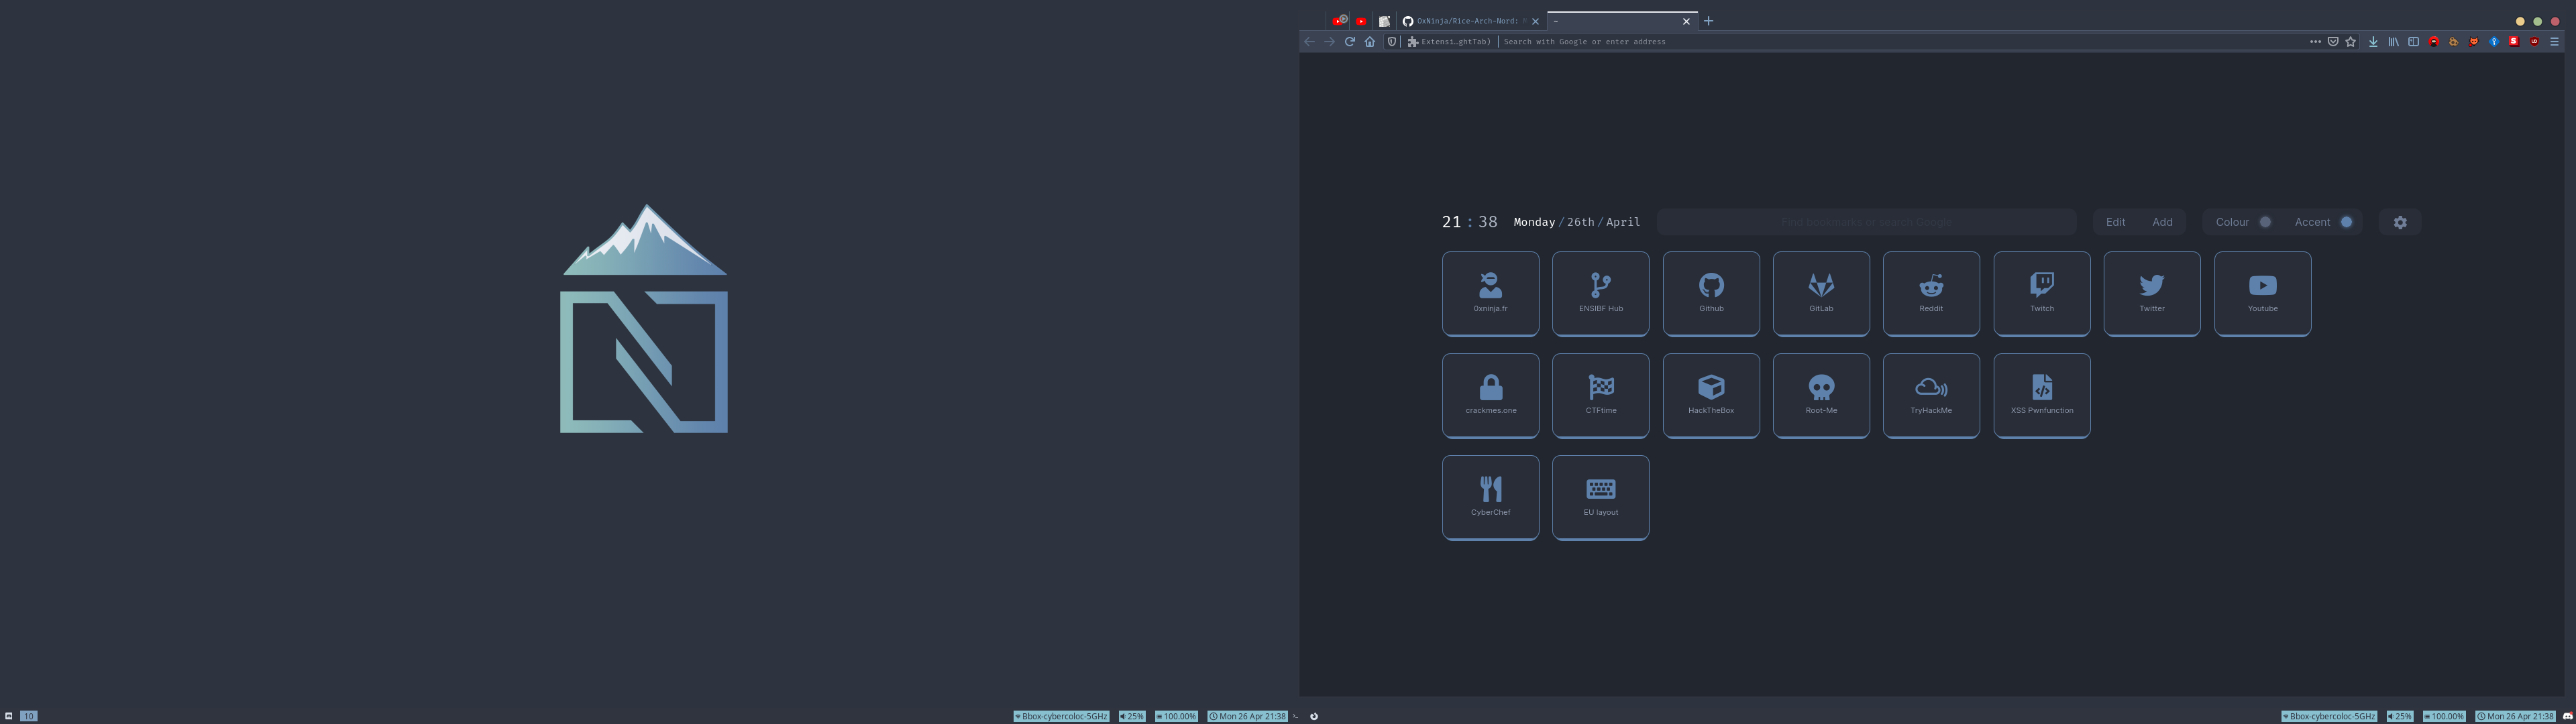 0xNinja/Rice-Arch-Nord:
~
Extensi...ghtTab)
Search with Google or enter address
21:38
Monday/26th/April
Find bookmarks or search Google
Edit
Add
Colour
Accent
0xninja.fr
ENSIBF Hub
Github
GitLab
Reddit
Twitch
Twitter
Youtube
crackmes.one
CTFtime
HackTheBox
Root-Me
TryHackMe
XSS Pwnfunction
CyberChef
EU layout
10
Bbox-cybercoloc-5GHz
25%
100.00%
Mon 26 Apr 21:38
Bbox-cybercoloc-5GHz
25%
100.00%
Mon 26 Apr 21:38